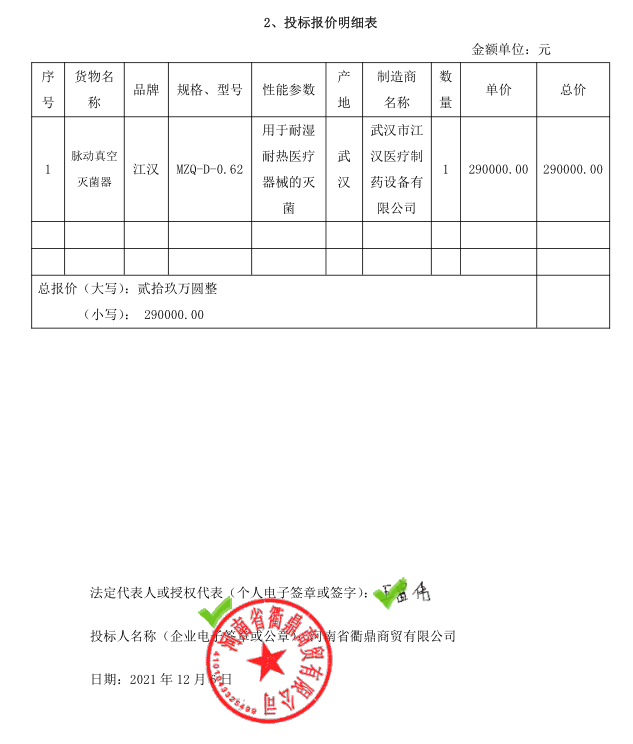 2、投标报价明细表
金额单位：元
序号 货物名称 品牌 规格、型号 性能参数 产地 制造商名称 数量 单价 总价
1 脉动真空灭菌器 江汉 MZQ-D-0.62 用于耐湿耐热医疗器械的灭菌 武汉 武汉市江汉医疗制药设备有限公司 1 290000.00 290000.00
总报价（大写）：贰拾玖万圆整
（小写）： 290000.00
法定代表人或授权代表（个人电子签章或签字）：
投标人名称（企业电子签章或公章）：河南省衢鼎商贸有限公司
河南省衢鼎商贸有限公司
日期：2021 年 12 月 6 日